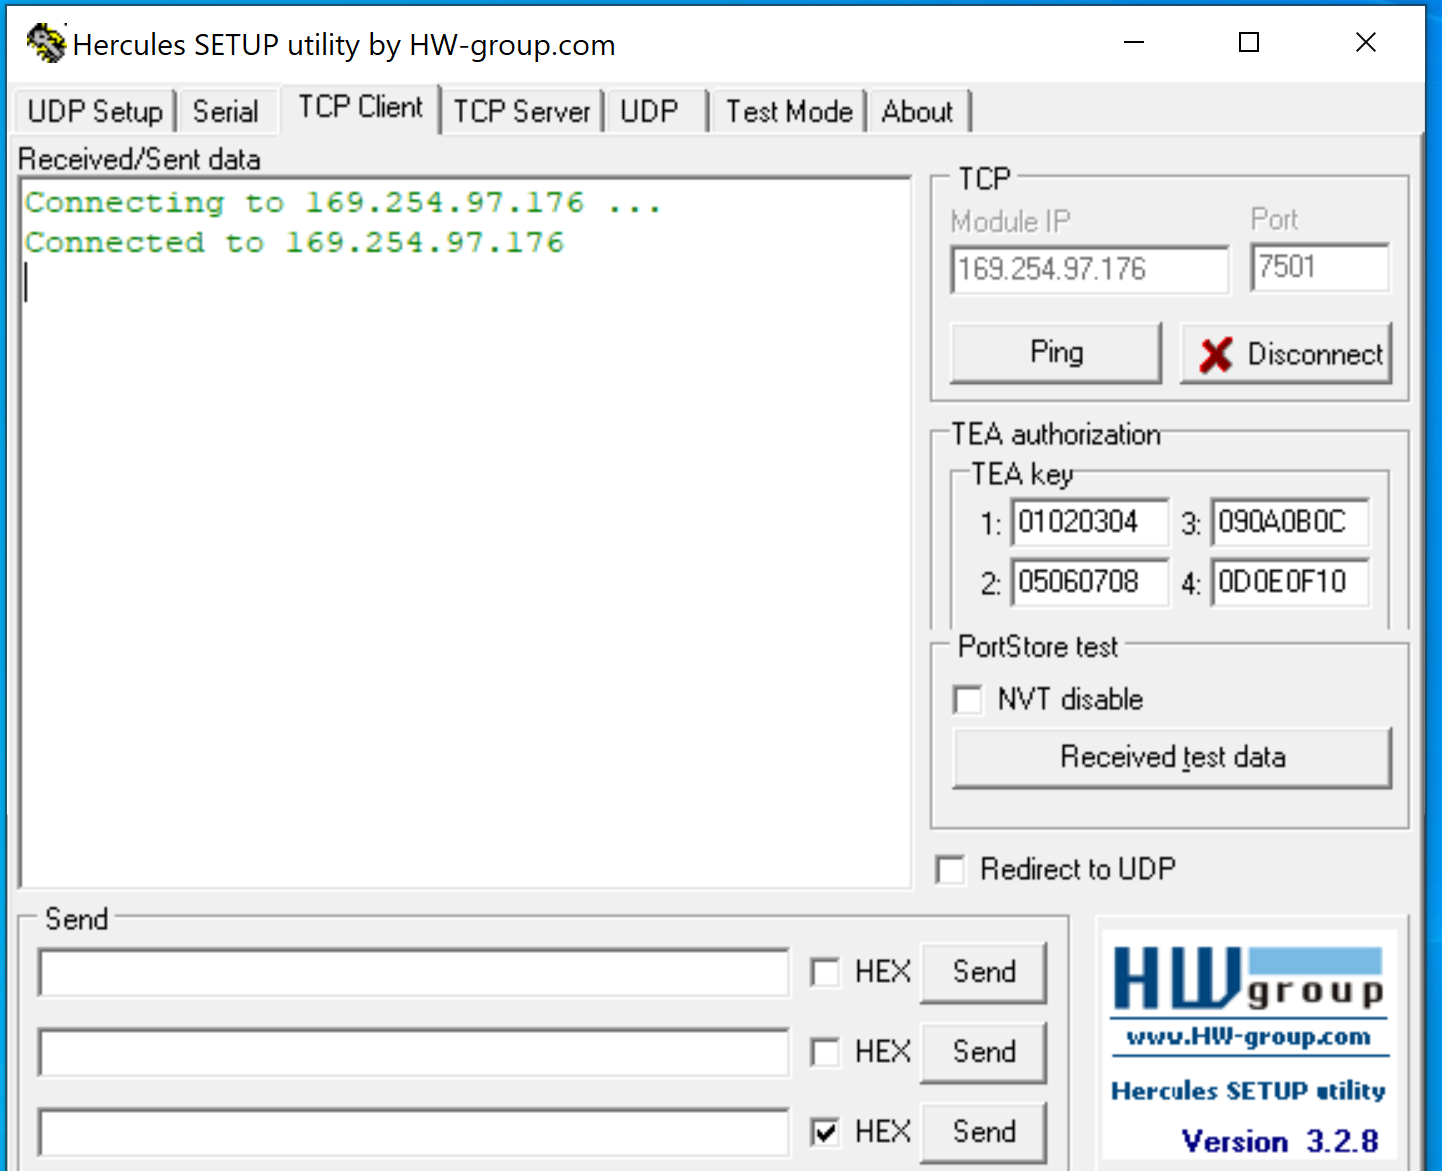 Hercules SETUP utility by HW-group.com
UDP Setup Serial TCP Client TCP Server UDP Test Mode About
Received/Sent data
Connecting to 169.254.97.176 ...
Connected to 169.254.97.176
TCP
Module IP Port
169.254.97.176 7501
Ping Disconnect
TEA authorization
TEA key
1: 01020304 3: 090A0B0C
2: 05060708 4: 0D0E0F10
PortStore test
NVT disable
Received test data
Redirect to UDP
Send
HEX Send
HEX Send
HEX Send
HW group
www.HW-group.com
Hercules SETUP utility
Version 3.2.8